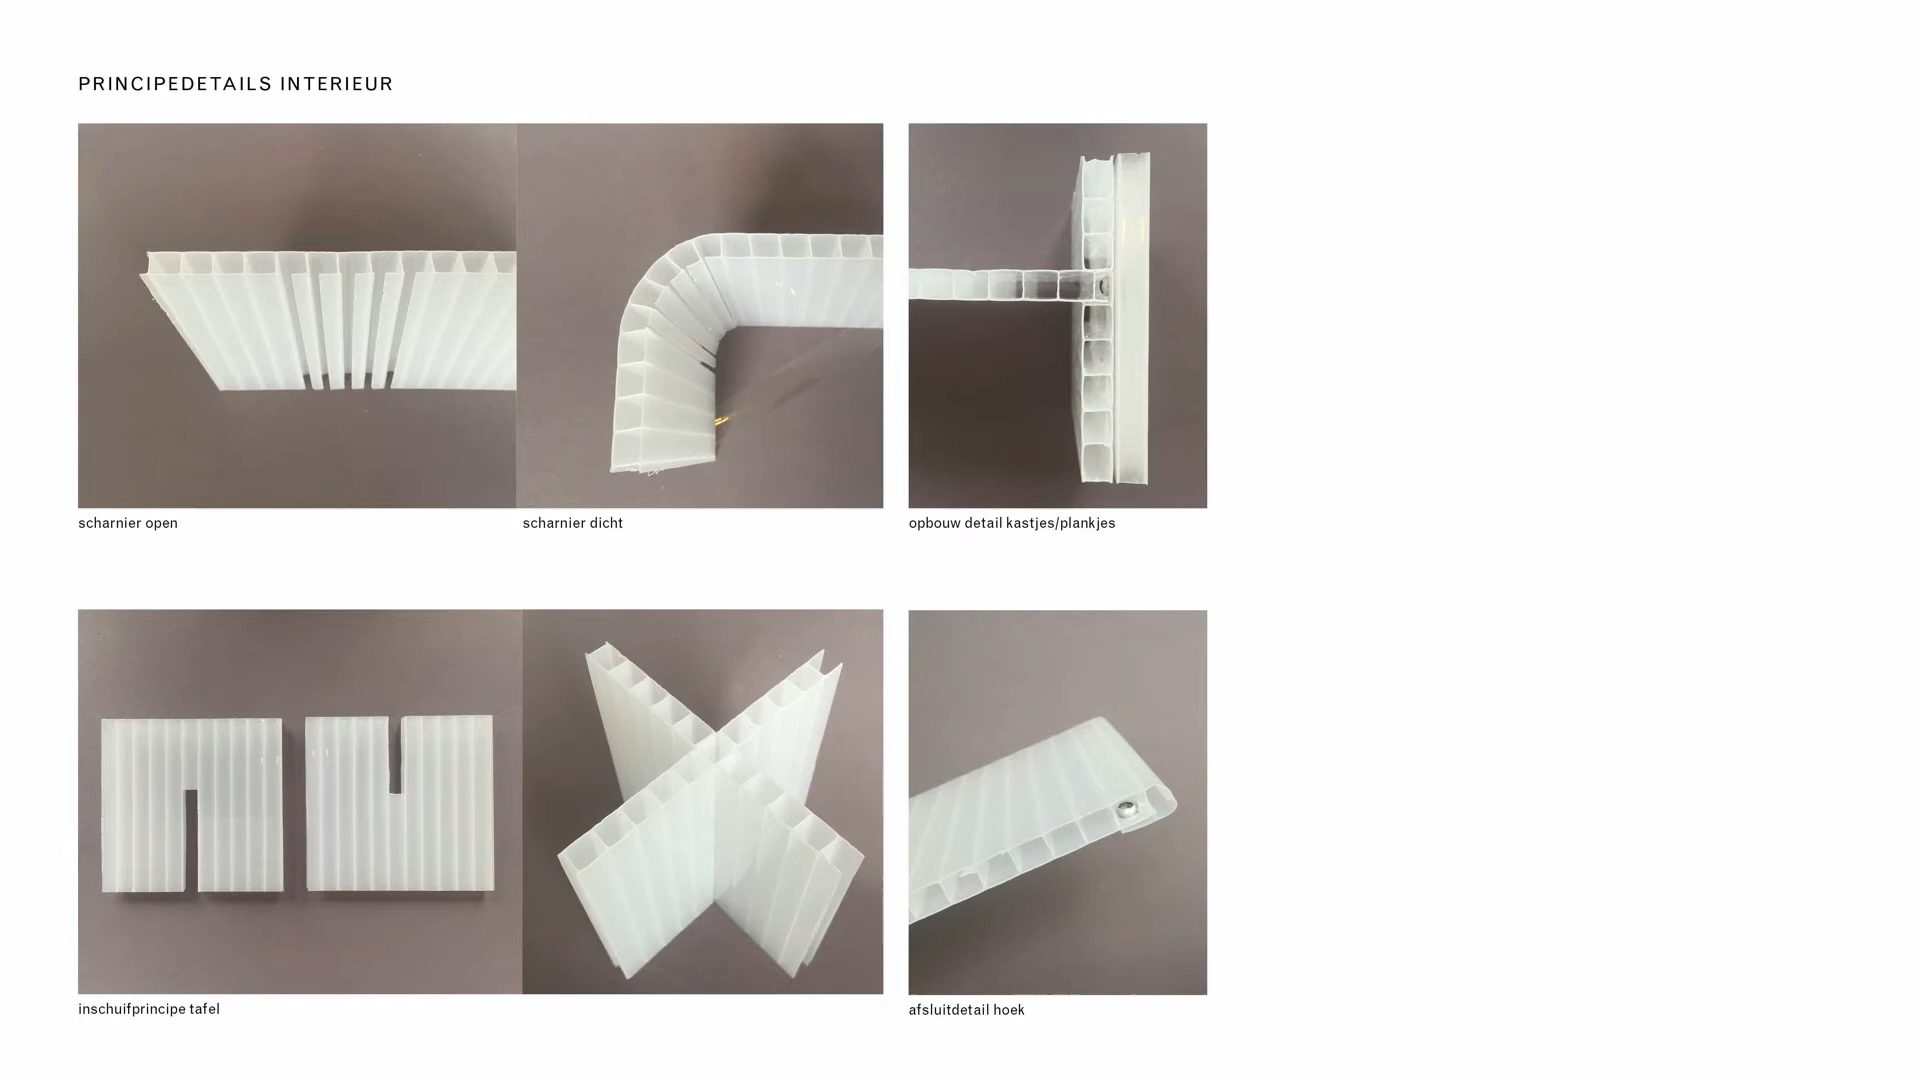 PRINCIPEDETAILS INTERIEUR
scharnier open
scharnier dicht
opbouw detail kastjes/plankjes
inschuifprincipe tafel
afsluitdetail hoek